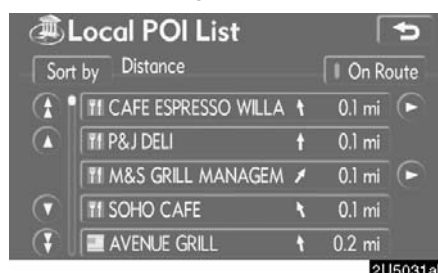 Local POI List
Sort by Distance On Route
CAFE ESPRESSO WILLA 0.1 mi
P&J DELI 0.1 mi
M&S GRILL MANAGEM 0.1 mi
SOHO CAFE 0.1 mi
AVENUE GRILL 0.2 mi
2U5031a